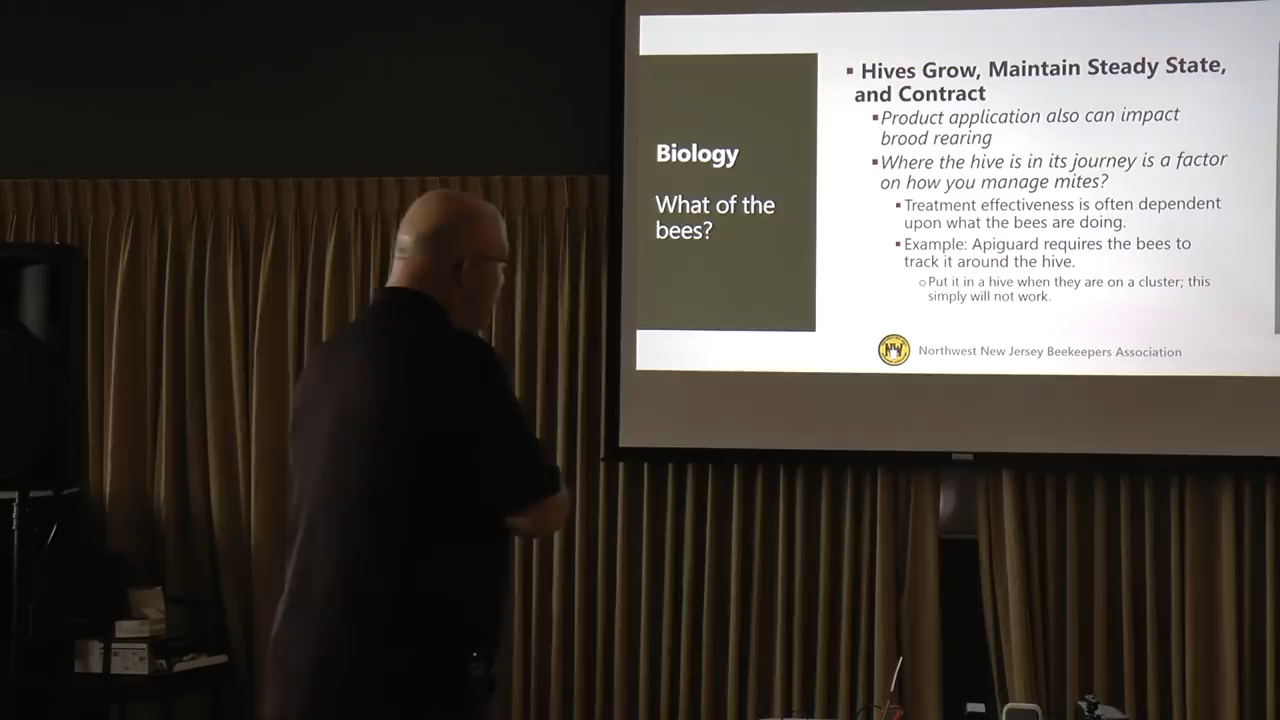 Biology
What of the
bees?
▪ Hives Grow, Maintain Steady State,
and Contract
▪Product application also can impact
brood rearing
▪Where the hive is in its journey is a factor
on how you manage mites?
▪ Treatment effectiveness is often dependent
upon what the bees are doing.
▪ Example: Apiguard requires the bees to
track it around the hive.
○ Put it in a hive when they are on a cluster; this
simply will not work.
NW
Northwest New Jersey Beekeepers Association